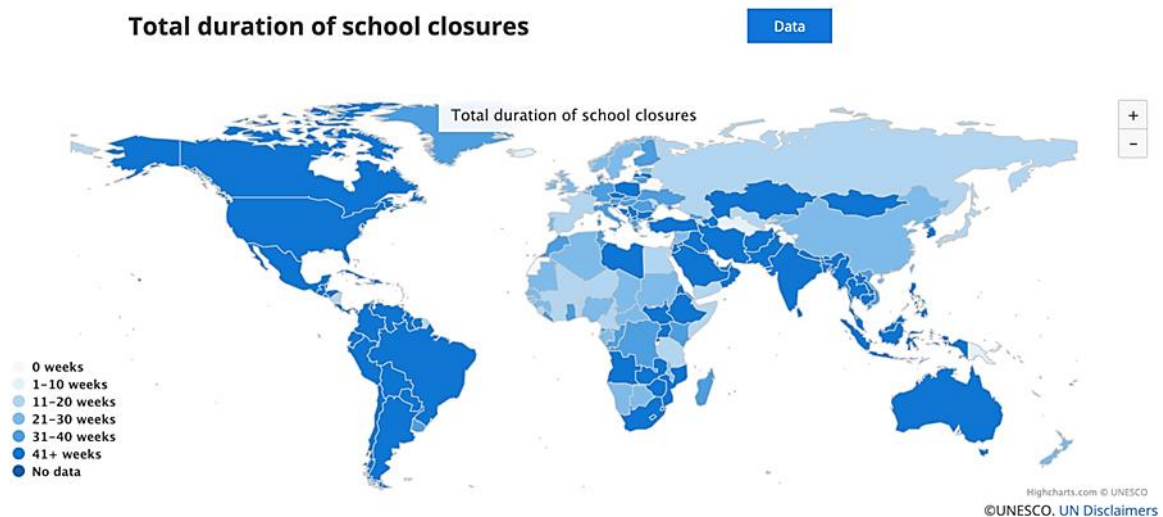 Total duration of school closures
Data
Total duration of school closures
+
−
0 weeks
1–10 weeks
11–20 weeks
21–30 weeks
31–40 weeks
41+ weeks
No data
Highcharts.com © UNESCO
©UNESCO. UN Disclaimers